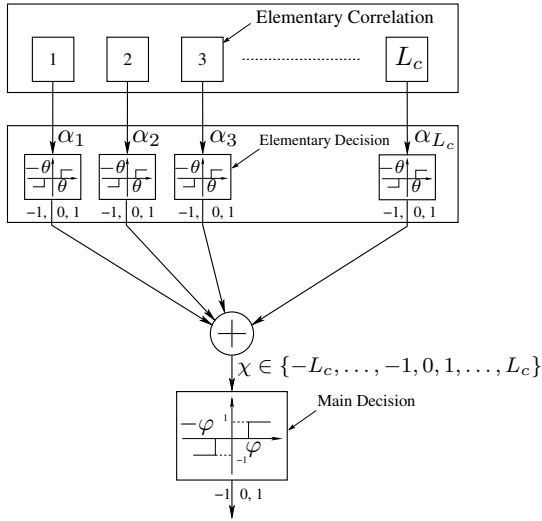 Elementary Correlation
1 2 3 L_c
α_1 α_2 α_3 α_{L_c}
Elementary Decision
−θ −θ −θ −θ
θ θ θ θ
−1, 0, 1 −1, 0, 1 −1, 0, 1 −1, 0, 1
+
χ ∈ {−L_c, . . . , −1, 0, 1, . . . , L_c}
Main Decision
−φ 1
φ
−1
−1 0, 1